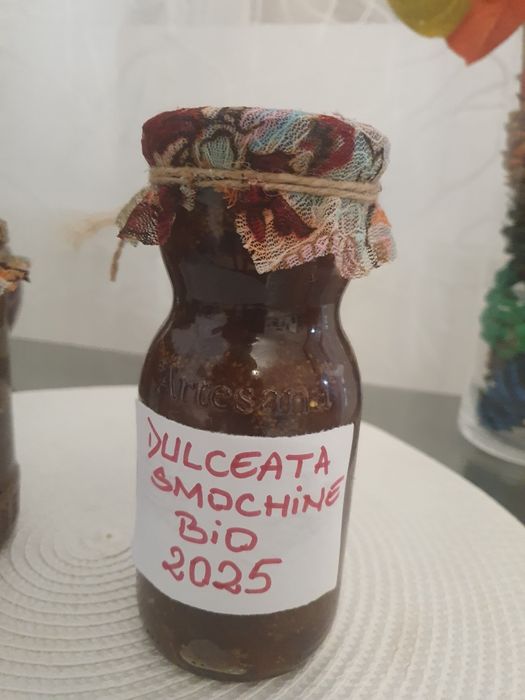 Artesana
DULCEATA
SMOCHINE
BiO
2025